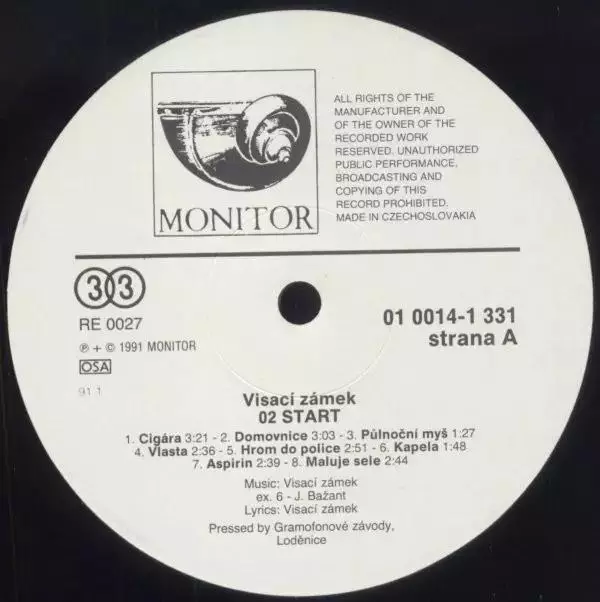 MONITOR
ALL RIGHTS OF THE
MANUFACTURER AND
OF THE OWNER OF THE
RECORDED WORK
RESERVED. UNAUTHORIZED
PUBLIC PERFORMANCE,
BROADCASTING AND
COPYING OF THIS
RECORD PROHIBITED.
MADE IN CZECHOSLOVAKIA
33
RE 0027
℗ + © 1991 MONITOR
OSA
91 1
01 0014-1 331
strana A
Visací zámek
02 START
1. Cigára 3:21 - 2. Domovnice 3:03 - 3. Půlnoční myš 1:27
4. Vlasta 2:36 - 5. Hrom do police 2:51 - 6. Kapela 1:48
7. Aspirin 2:39 - 8. Maluje sele 2:44
Music: Visací zámek
ex. 6 - J. Bažant
Lyrics: Visací zámek
Pressed by Gramofonové závody,
Loděnice